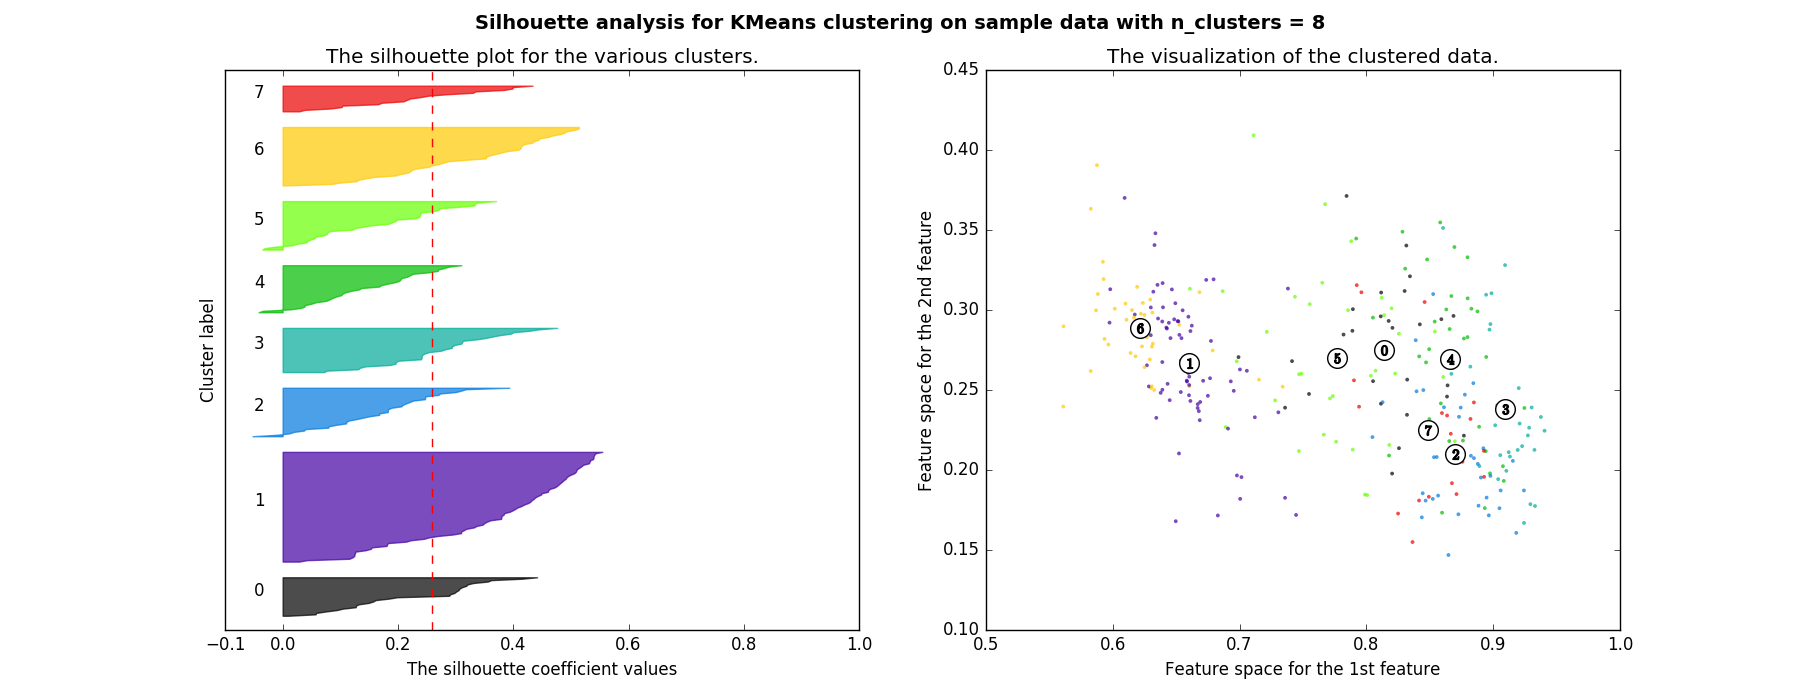 Silhouette analysis for KMeans clustering on sample data with n_clusters = 8
The silhouette plot for the various clusters.
7
6
5
4
3
2
1
0
Cluster label
−0.1 0.0 0.2 0.4 0.6 0.8 1.0
The silhouette coefficient values
The visualization of the clustered data.
0.45
0.40
0.35
0.30
0.25
0.20
0.15
0.10
Feature space for the 2nd feature
6
1
5
0
4
3
7
2
0.5 0.6 0.7 0.8 0.9 1.0
Feature space for the 1st feature